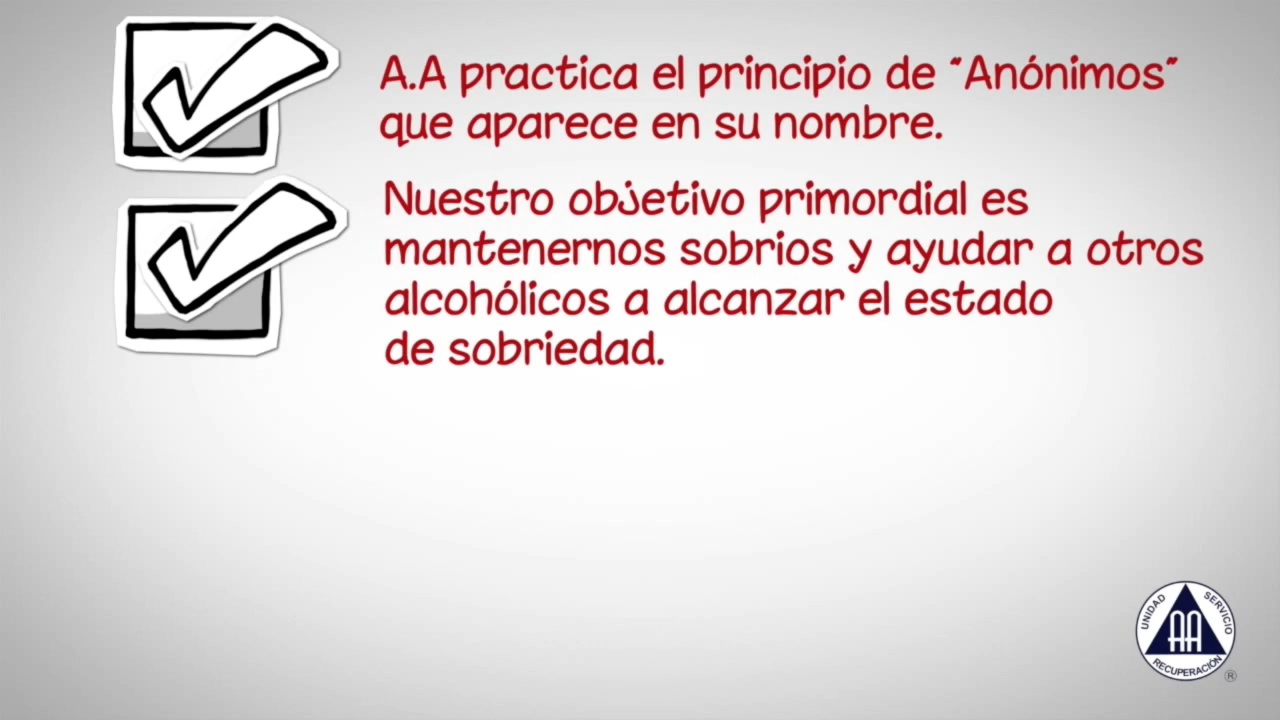 A.A practica el principio de "Anónimos"
que aparece en su nombre.
Nuestro objetivo primordial es
mantenernos sobrios y ayudar a otros
alcohólicos a alcanzar el estado
de sobriedad.
UNIDAD
SERVICIO
AA
RECUPERACIÓN
®